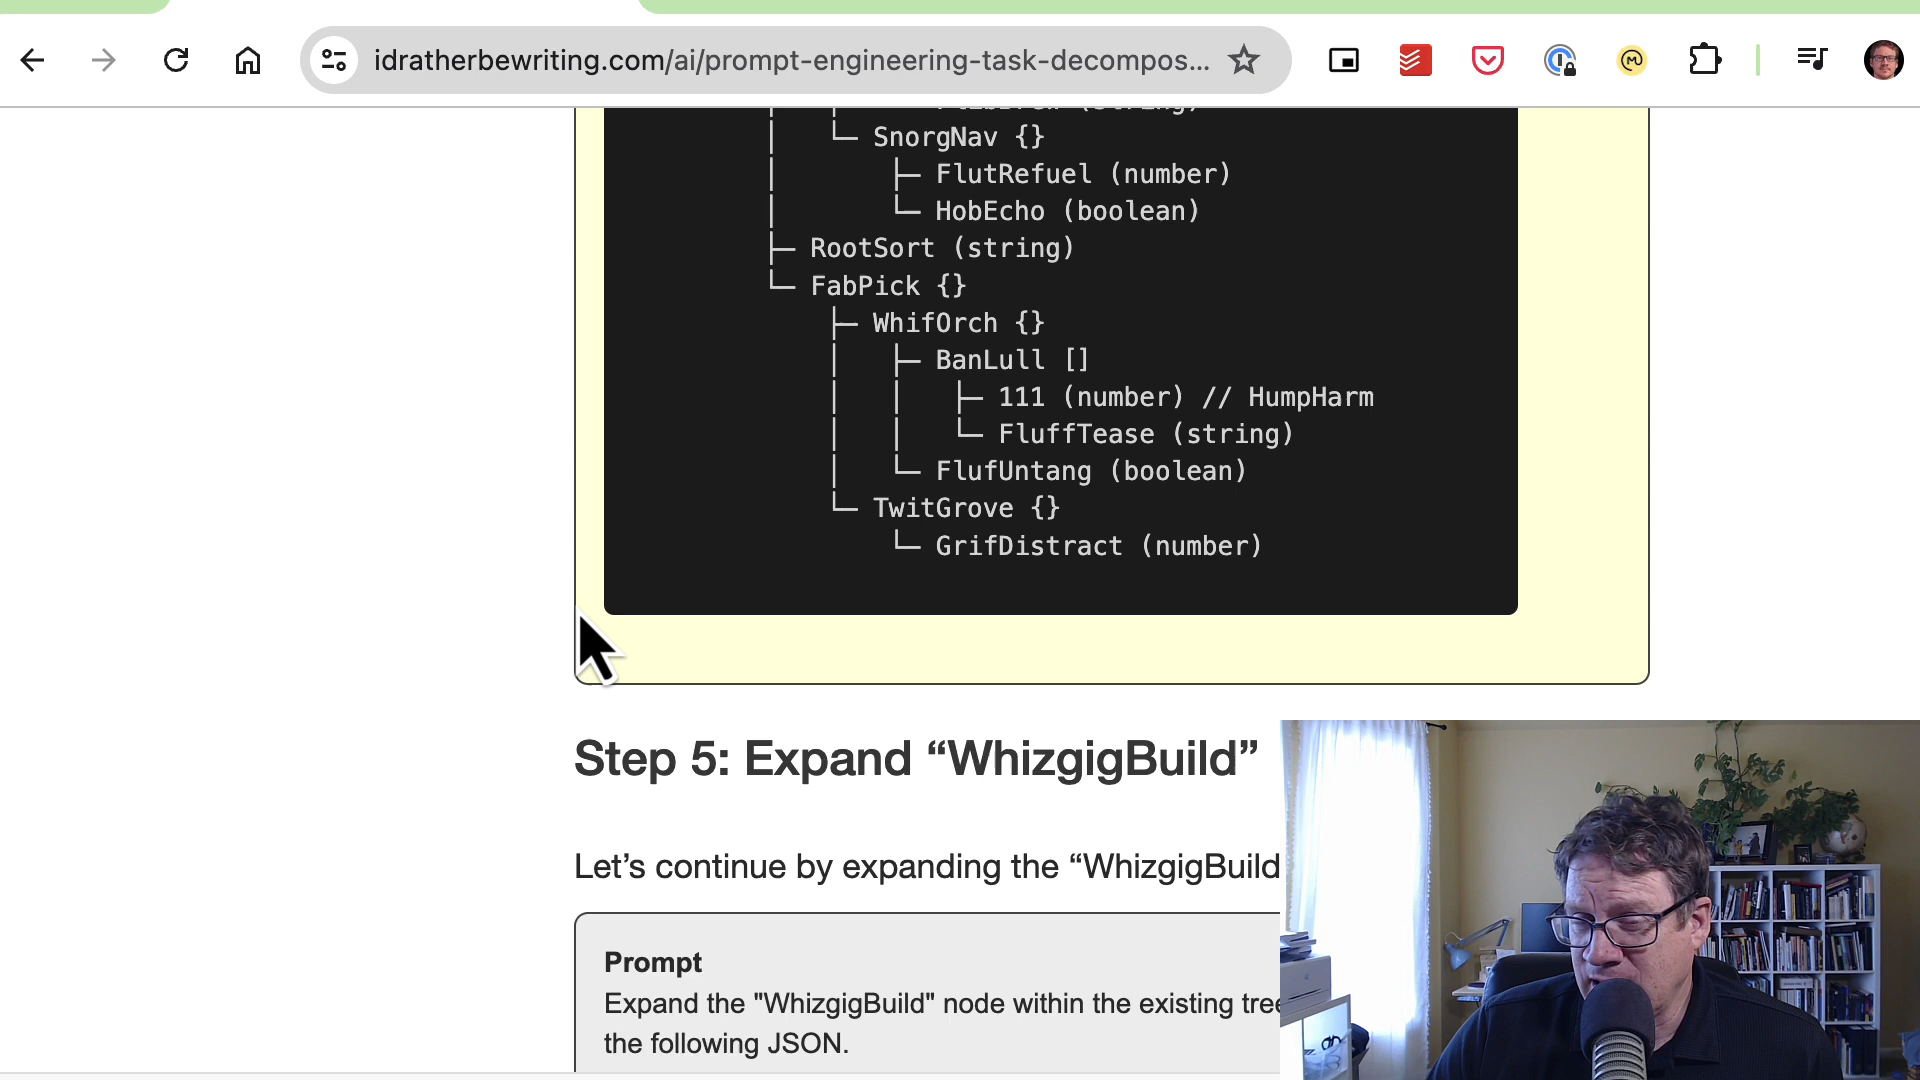 idratherbewriting.com/ai/prompt-engineering-task-decompos...
│ └─ SnorgNav {}
│ ├─ FlutRefuel (number)
│ └─ HobEcho (boolean)
├─ RootSort (string)
└─ FabPick {}
├─ WhifOrch {}
│ ├─ BanLull []
│ │ ├─ 111 (number) // HumpHarm
│ │ └─ FluffTease (string)
│ └─ FlufUntang (boolean)
└─ TwitGrove {}
└─ GrifDistract (number)
Step 5: Expand “WhizgigBuild”
Let’s continue by expanding the “WhizgigBuild
Prompt
Expand the "WhizgigBuild" node within the existing tre
the following JSON.